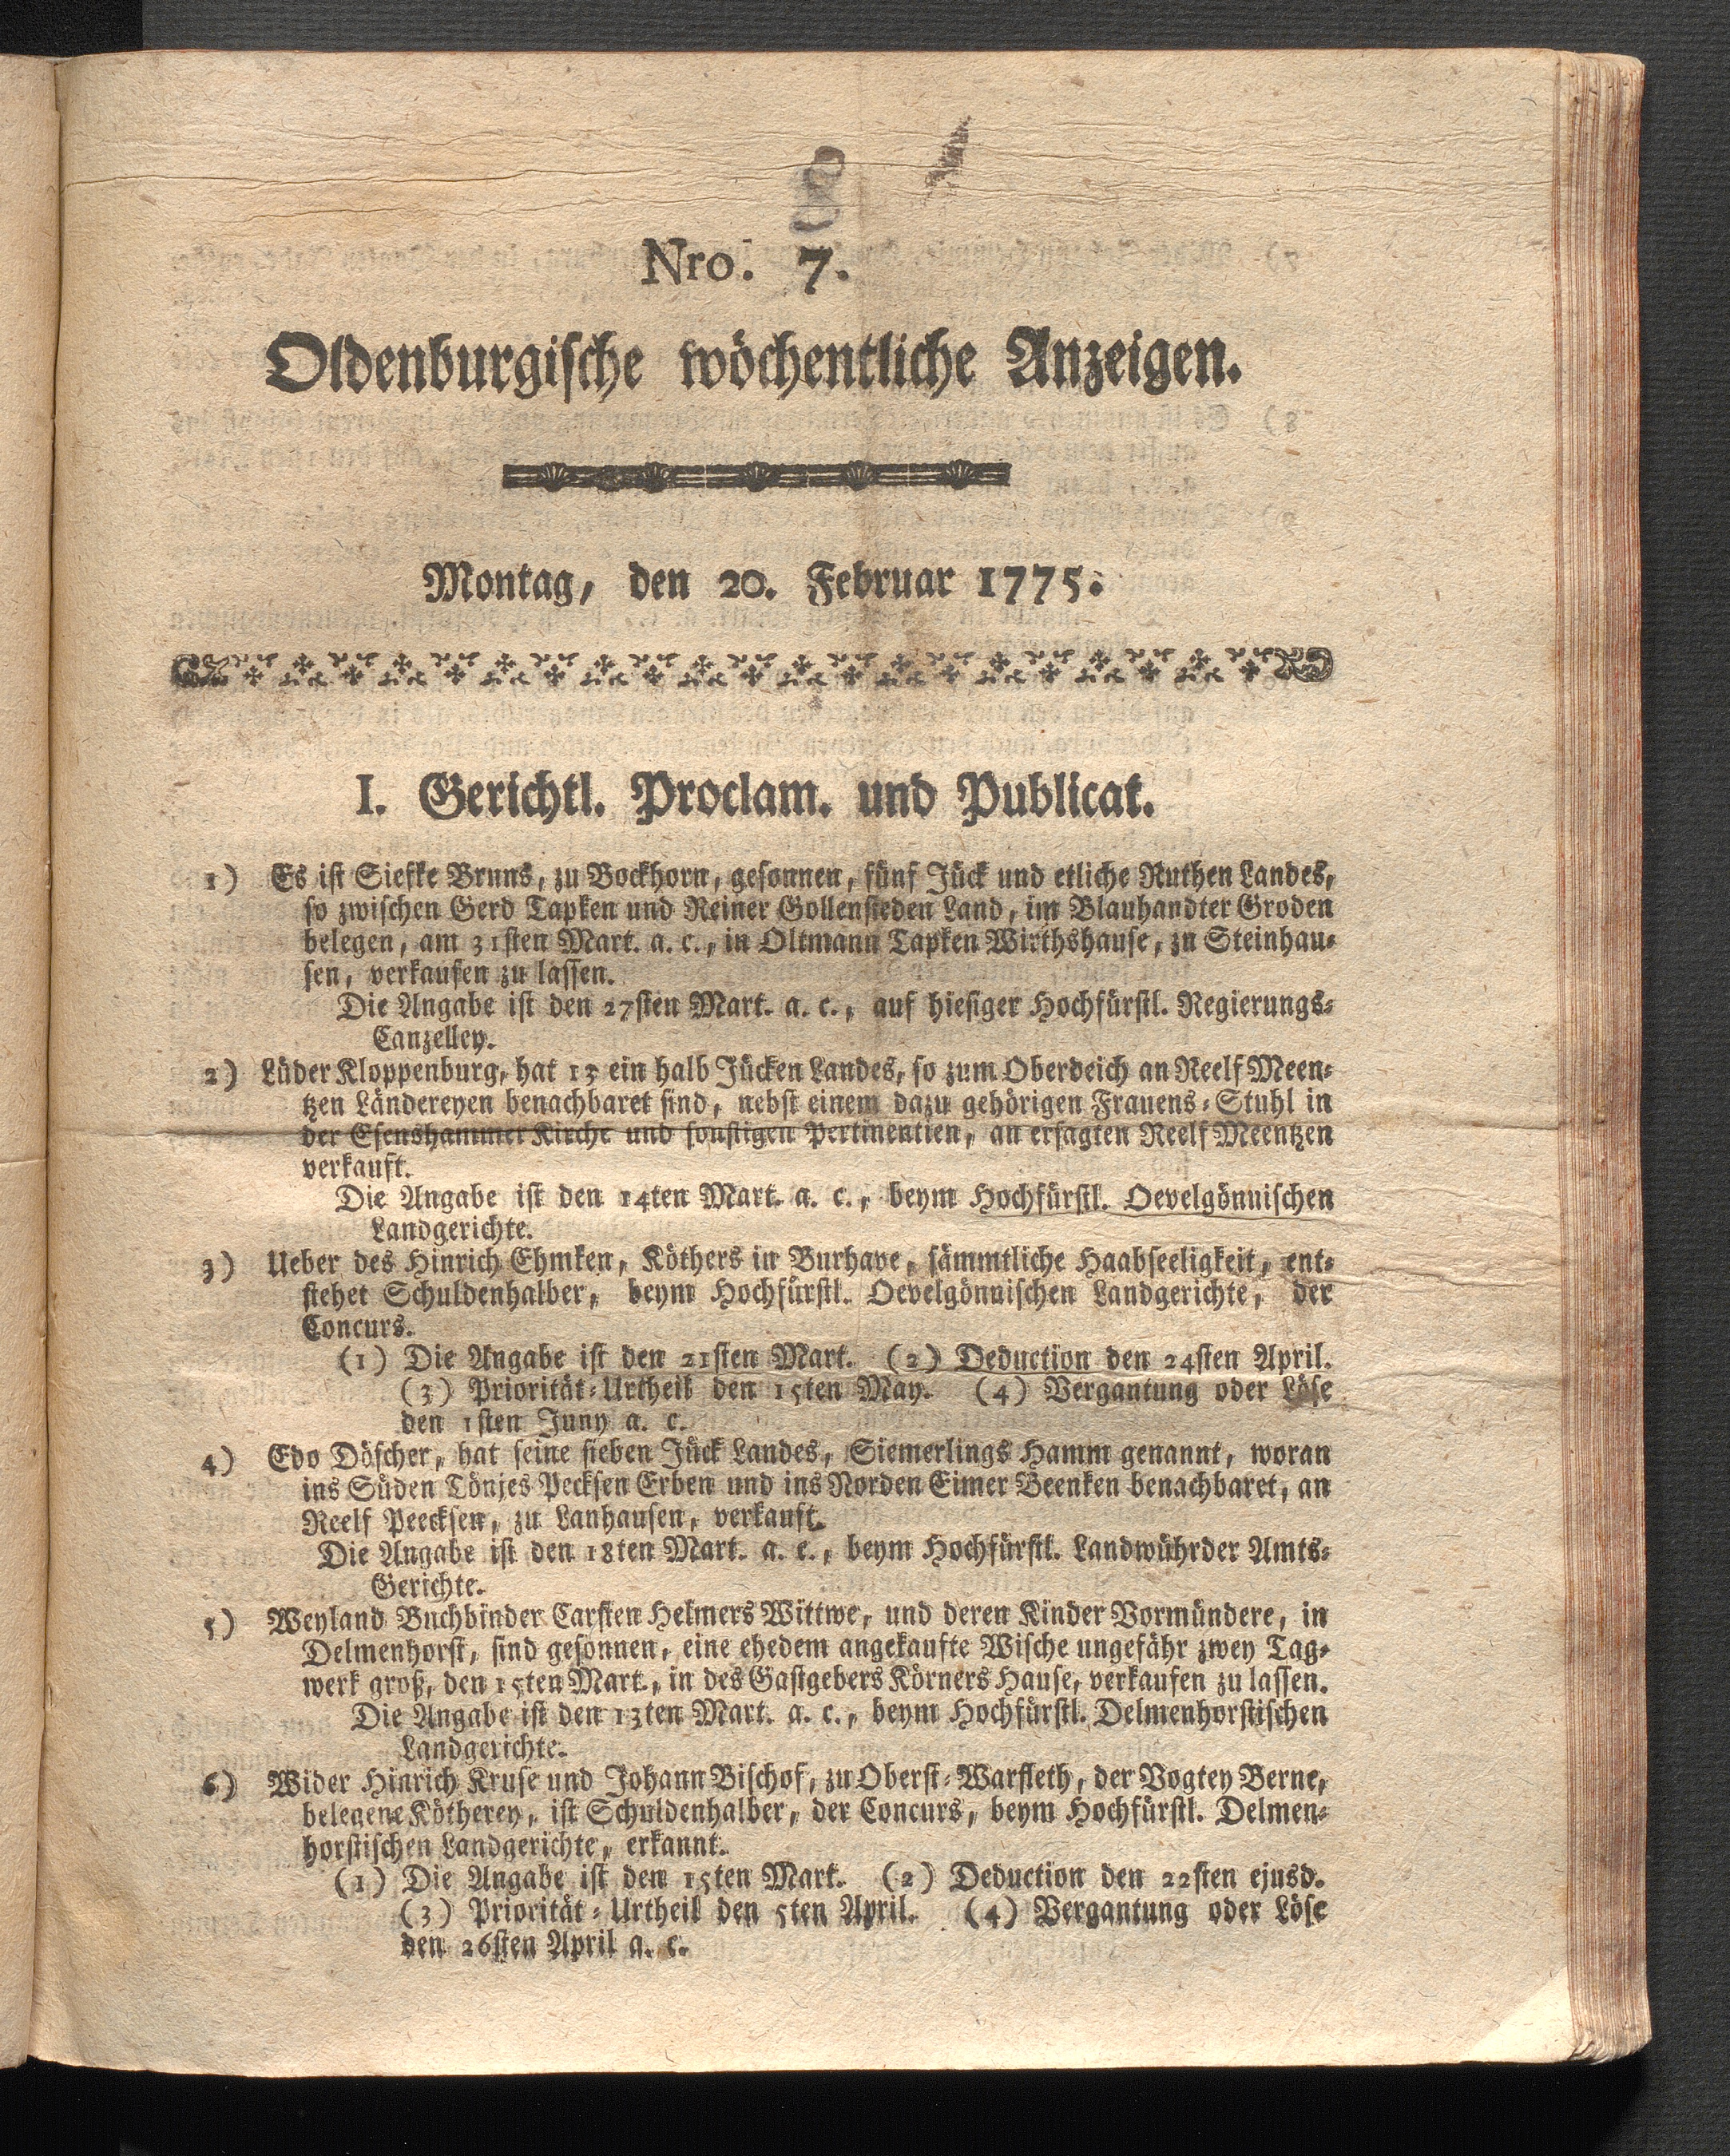 8
Nro. 7.
Oldenburgische wöchentliche Anzeigen.
Montag, den 20. Februar 1775.
I. Gerichtl. Proclam. und Publicat.
1) Es ist Siefke Bruns, zu Bockhorn, gesonnen, fünf Jück und etliche Ruthen Landes,
so zwischen Gerd Tapken und Reiner Gollensteden Land, im Blauhandter Groden
belegen, am 31sten Mart. a. c., in Oltmann Tapken Wirthshause, zu Steinhau-
sen, verkaufen zu lassen.
Die Angabe ist den 27sten Mart. a. c., auf hiesiger Hochfürstl. Regierungs-
Canzelley.
2) Lüder Kloppenburg, hat 13 ein halb Jücken Landes, so zum Oberdeich an Reelf Meen-
tzen Ländereyen benachbaret sind, nebst einem dazu gehörigen Frauens-Stuhl in
der Esenshammer Kirche und sonstigen Pertinentien, an ersagten Reelf Meentzen
verkauft.
Die Angabe ist den 14ten Mart. a. c., beym Hochfürstl. Oevelgönnischen
Landgerichte.
3) Ueber des Hinrich Ehmken, Köthers in Burhave, sämmtliche Haabseeligkeit, ent-
stehet Schuldenhalber, beym Hochfürstl. Oevelgönnischen Landgerichte, der
Concurs.
(1) Die Angabe ist den 21sten Mart. (2) Deduction den 24sten April.
(3) Priorität-Urtheil den 15ten May. (4) Vergantung oder Löse
den 1sten Juny a. c.
4) Edo Döscher, hat seine sieben Jück Landes, Siemerlings Hamm genannt, woran
ins Süden Tönjes Pecksen Erben und ins Norden Eimer Beenken benachbaret, an
Reelf Peecksen, zu Lanhausen, verkauft.
Die Angabe ist den 18ten Mart. a. c., beym Hochfürstl. Landwührder Amts-
Gerichte.
5) Weyland Buchbinder Carsten Helmers Wittwe, und deren Kinder Vormündere, in
Delmenhorst, sind gesonnen, eine ehedem angekaufte Wische ungefähr zwey Tag-
werk groß, den 15ten Mart., in des Gastgebers Körners Hause, verkaufen zu lassen.
Die Angabe ist den 13ten Mart. a. c., beym Hochfürstl. Delmenhorstischen
Landgerichte.
6) Wider Hinrich Kruse und Johann Bischof, zu Oberst-Warfleth, der Vogtey Berne,
belegene Kötherey, ist Schuldenhalber, der Concurs, beym Hochfürstl. Delmen-
horstischen Landgerichte, erkannt.
(1) Die Angabe ist den 15ten Mart. (2) Deduction den 22sten ejusd.
(3) Priorität-Urtheil den 5ten April. (4) Vergantung oder Löse
den 26sten April a. c.